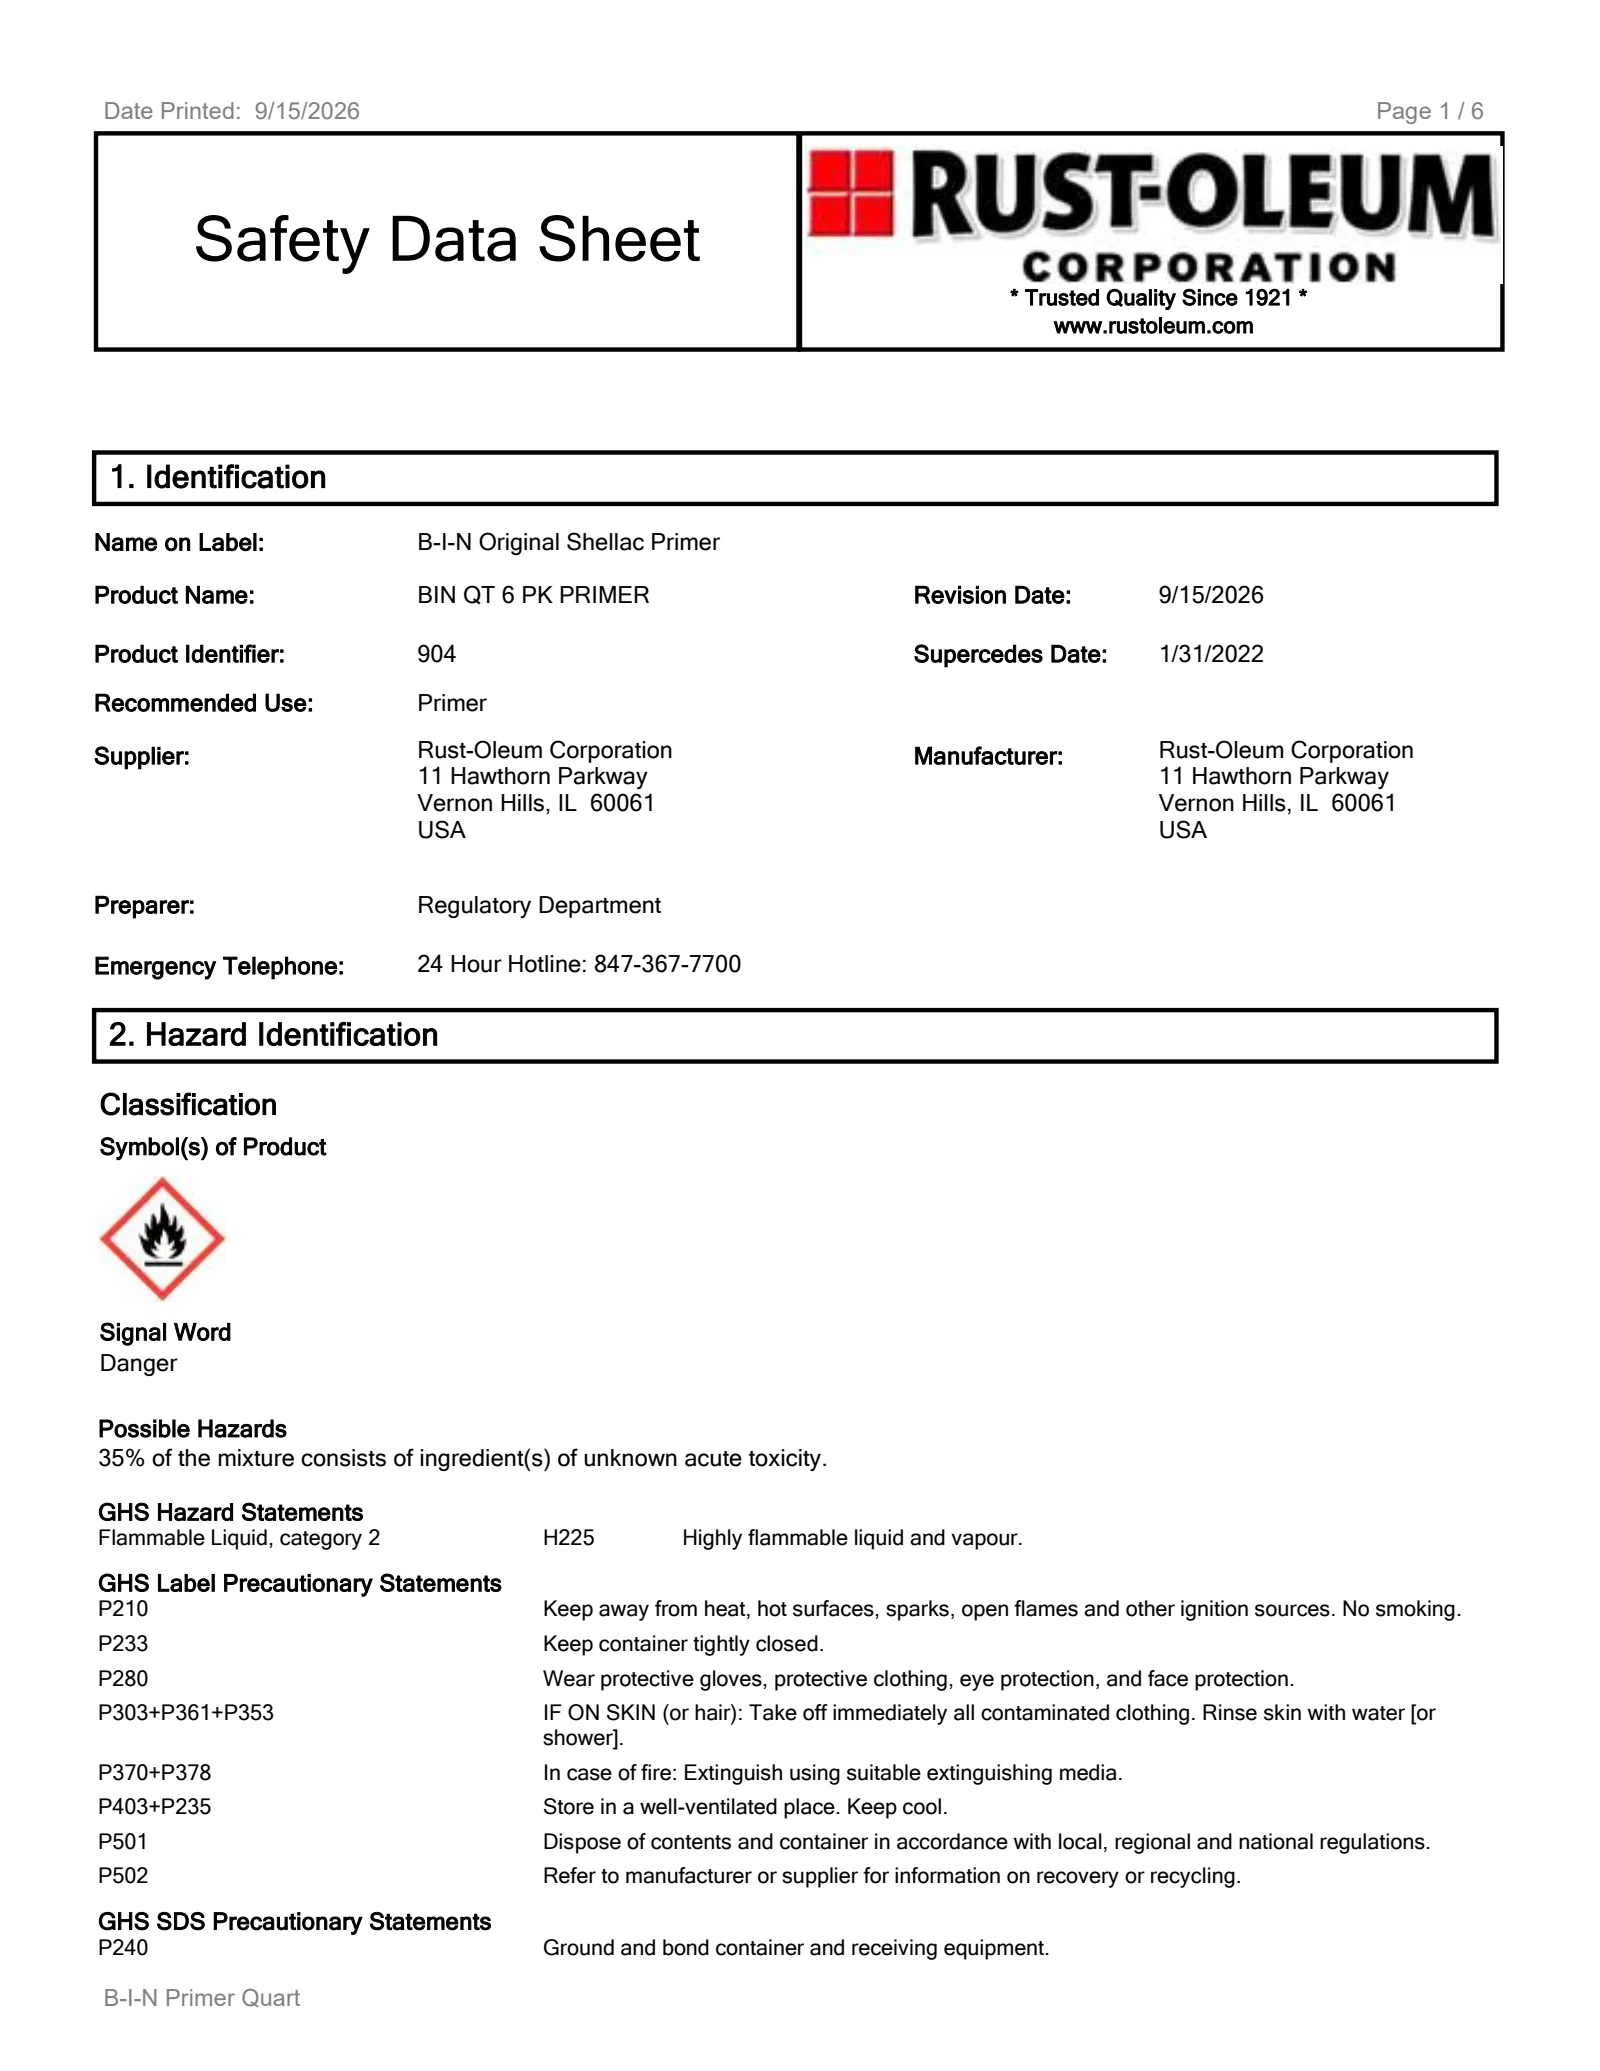 Date Printed: 9/15/2026 Page 1 / 6
Safety Data Sheet
RUST-OLEUM
CORPORATION
* Trusted Quality Since 1921 *
www.rustoleum.com
1. Identification
Name on Label: B-I-N Original Shellac Primer
Product Name: BIN QT 6 PK PRIMER Revision Date: 9/15/2026
Product Identifier: 904 Supercedes Date: 1/31/2022
Recommended Use: Primer
Supplier: Rust-Oleum Corporation Manufacturer: Rust-Oleum Corporation
11 Hawthorn Parkway 11 Hawthorn Parkway
Vernon Hills, IL 60061 Vernon Hills, IL 60061
USA USA
Preparer: Regulatory Department
Emergency Telephone: 24 Hour Hotline: 847-367-7700
2. Hazard Identification
Classification
Symbol(s) of Product
Signal Word
Danger
Possible Hazards
35% of the mixture consists of ingredient(s) of unknown acute toxicity.
GHS Hazard Statements
Flammable Liquid, category 2 H225 Highly flammable liquid and vapour.
GHS Label Precautionary Statements
P210 Keep away from heat, hot surfaces, sparks, open flames and other ignition sources. No smoking.
P233 Keep container tightly closed.
P280 Wear protective gloves, protective clothing, eye protection, and face protection.
P303+P361+P353 IF ON SKIN (or hair): Take off immediately all contaminated clothing. Rinse skin with water [or
shower].
P370+P378 In case of fire: Extinguish using suitable extinguishing media.
P403+P235 Store in a well-ventilated place. Keep cool.
P501 Dispose of contents and container in accordance with local, regional and national regulations.
P502 Refer to manufacturer or supplier for information on recovery or recycling.
GHS SDS Precautionary Statements
P240 Ground and bond container and receiving equipment.
B-I-N Primer Quart